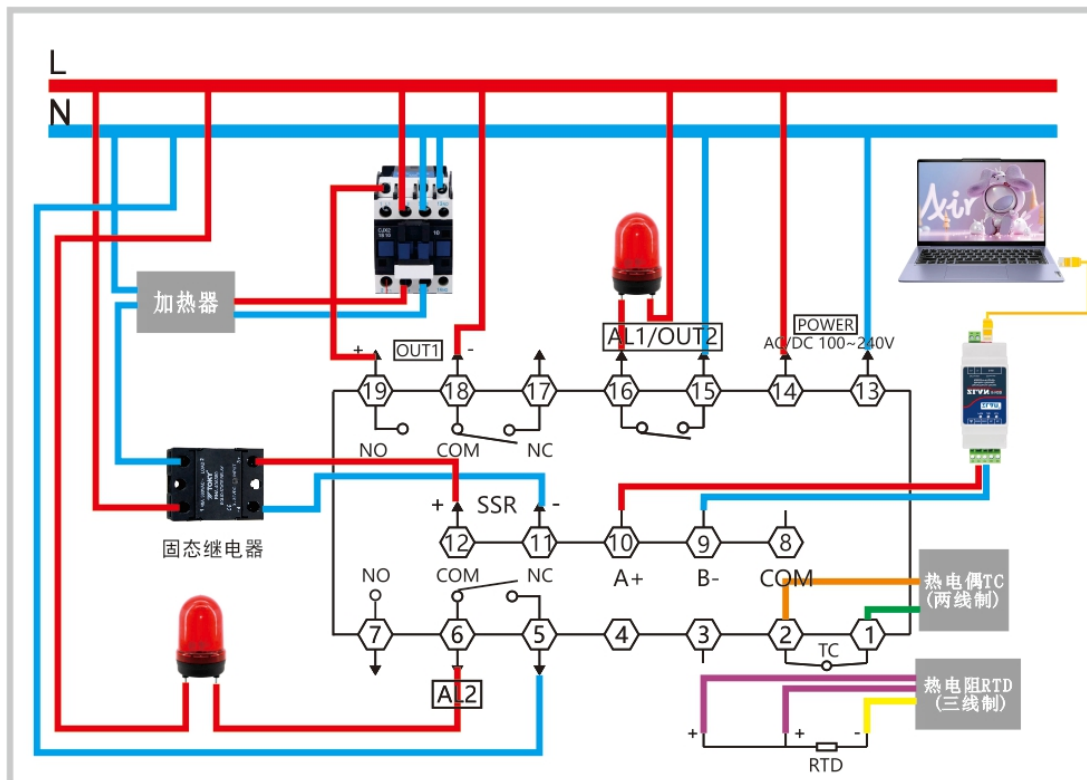 L
N
Air
加热器
AL1/OUT2
POWER
AC/DC 100~240V
+
OUT1
-
19
18
17
16
15
14
13
NO
COM
NC
+
SSR
-
12
11
10
9
8
A+
B-
COM
固态继电器
热电偶TC
(两线制)
NO
COM
NC
7
6
5
4
3
2
1
TC
AL2
热电阻RTD
(三线制)
+
+
-
RTD